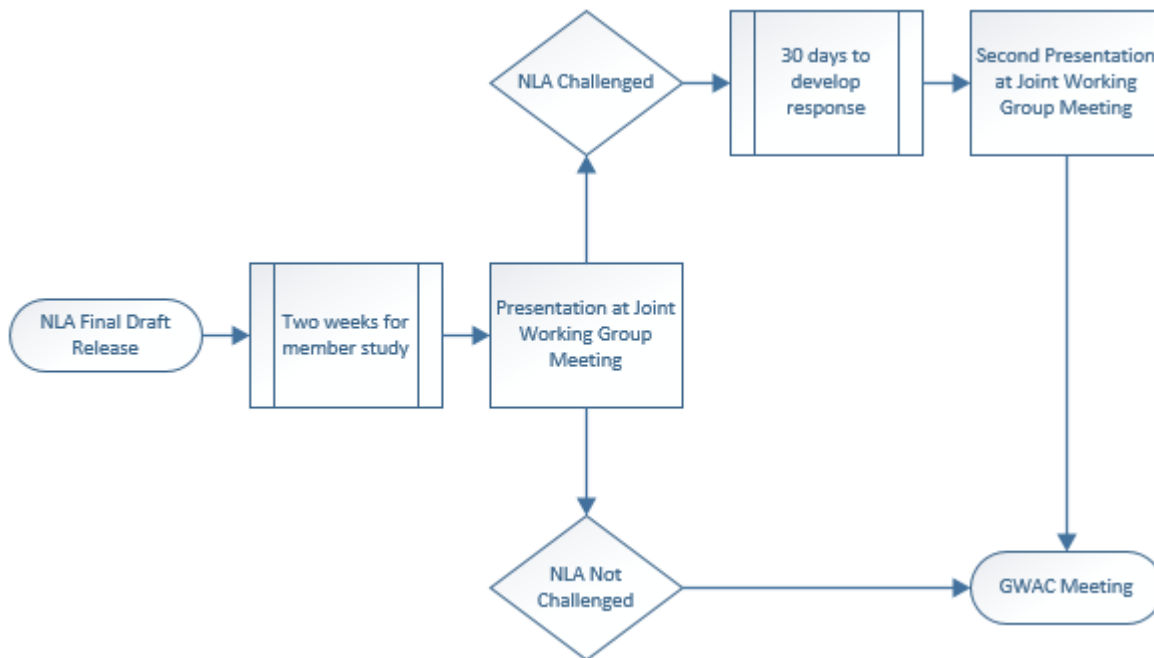 NLA Challenged
30 days to
develop
response
Second Presentation
at Joint Working
Group Meeting
NLA Final Draft
Release
Two weeks for
member study
Presentation at Joint
Working Group
Meeting
NLA Not
Challenged
GWAC Meeting